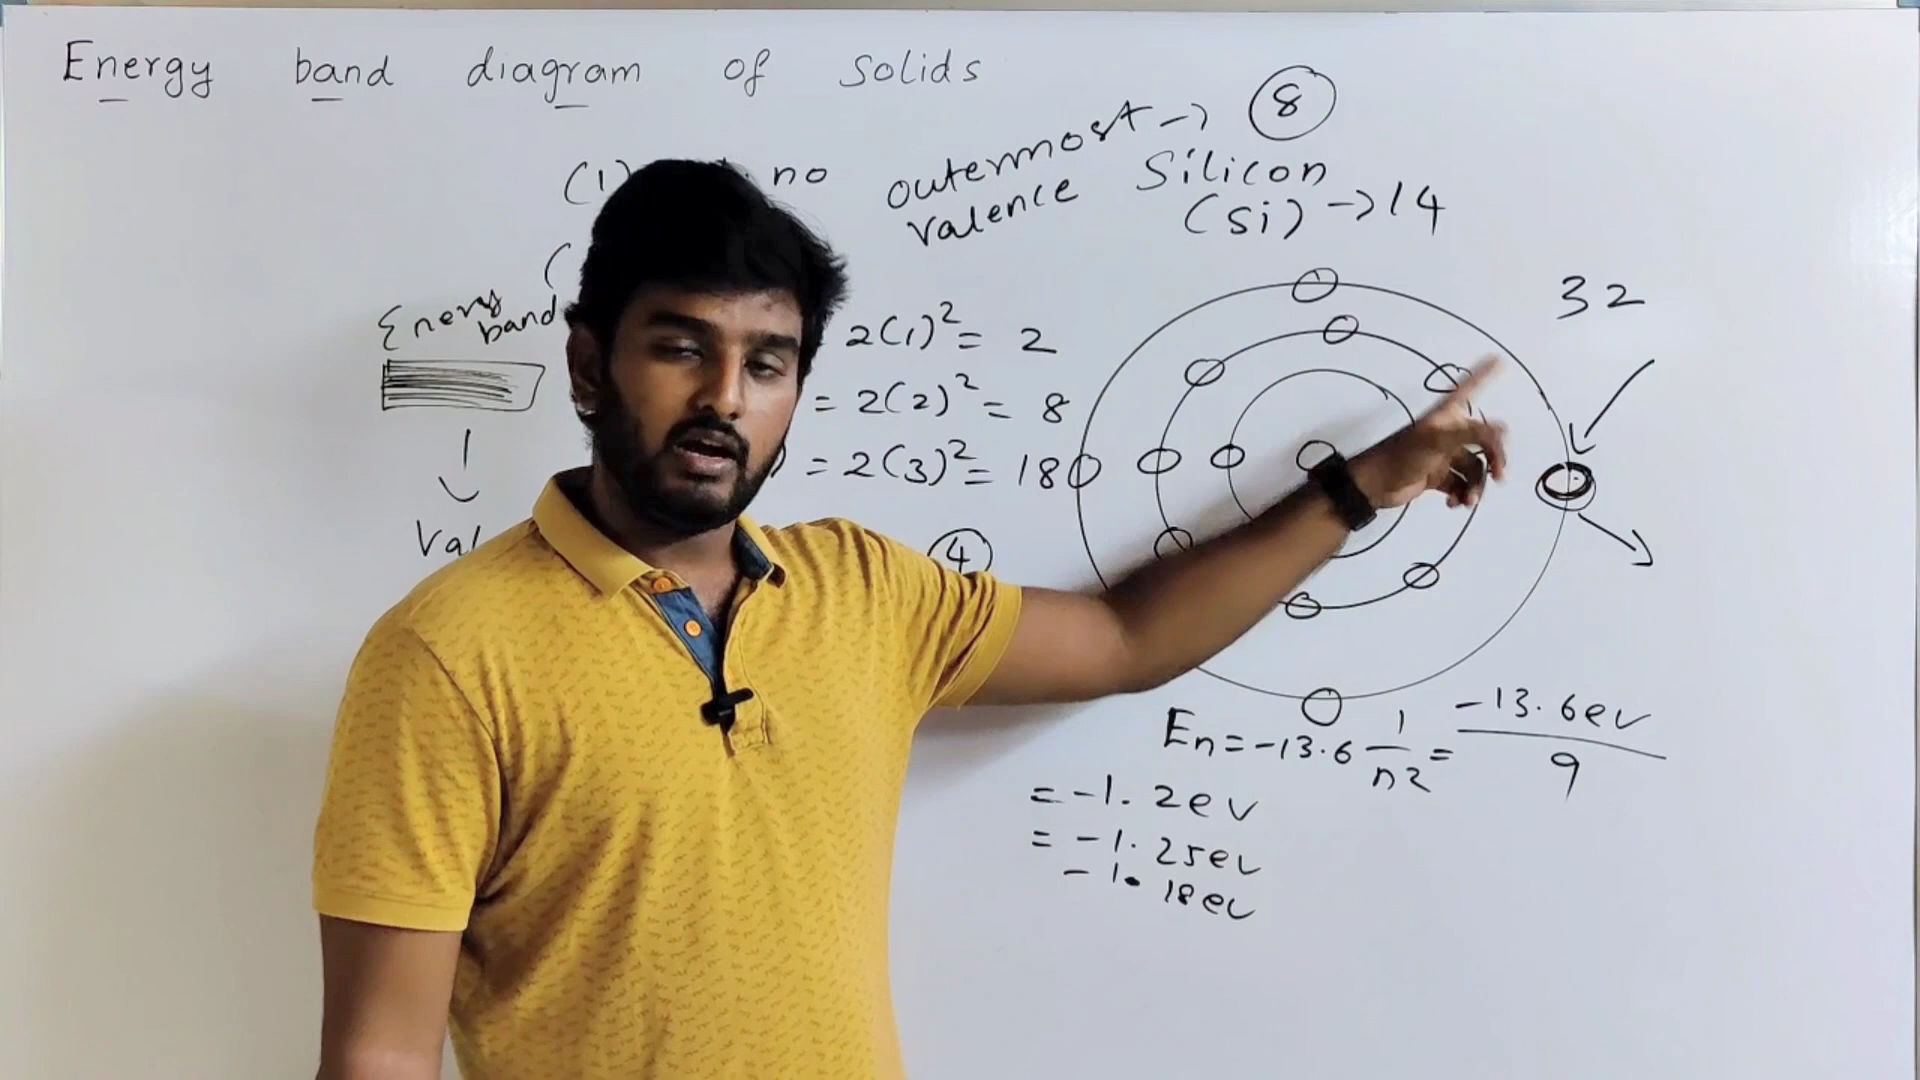 Energy band diagram of solids
outermost → 8
(1) no
valence
Silicon
(Si) → 14
Energy
band
32
2(1)² = 2
= 2(2)² = 8
) = 2(3)² = 18
Val
4
En = -13.6 1/n2 = -13.6ev/9
= -1.2ev
= -1.25ev
-1.18ev